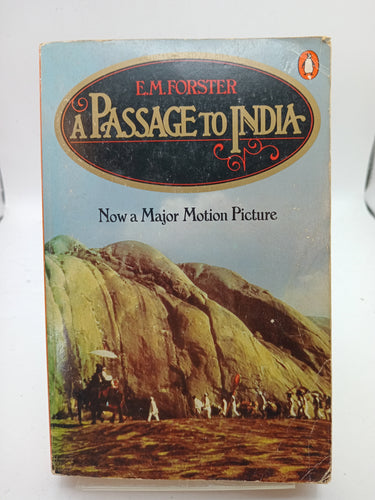 E.M. FORSTER
A PASSAGE TO INDIA
Now a Major Motion Picture